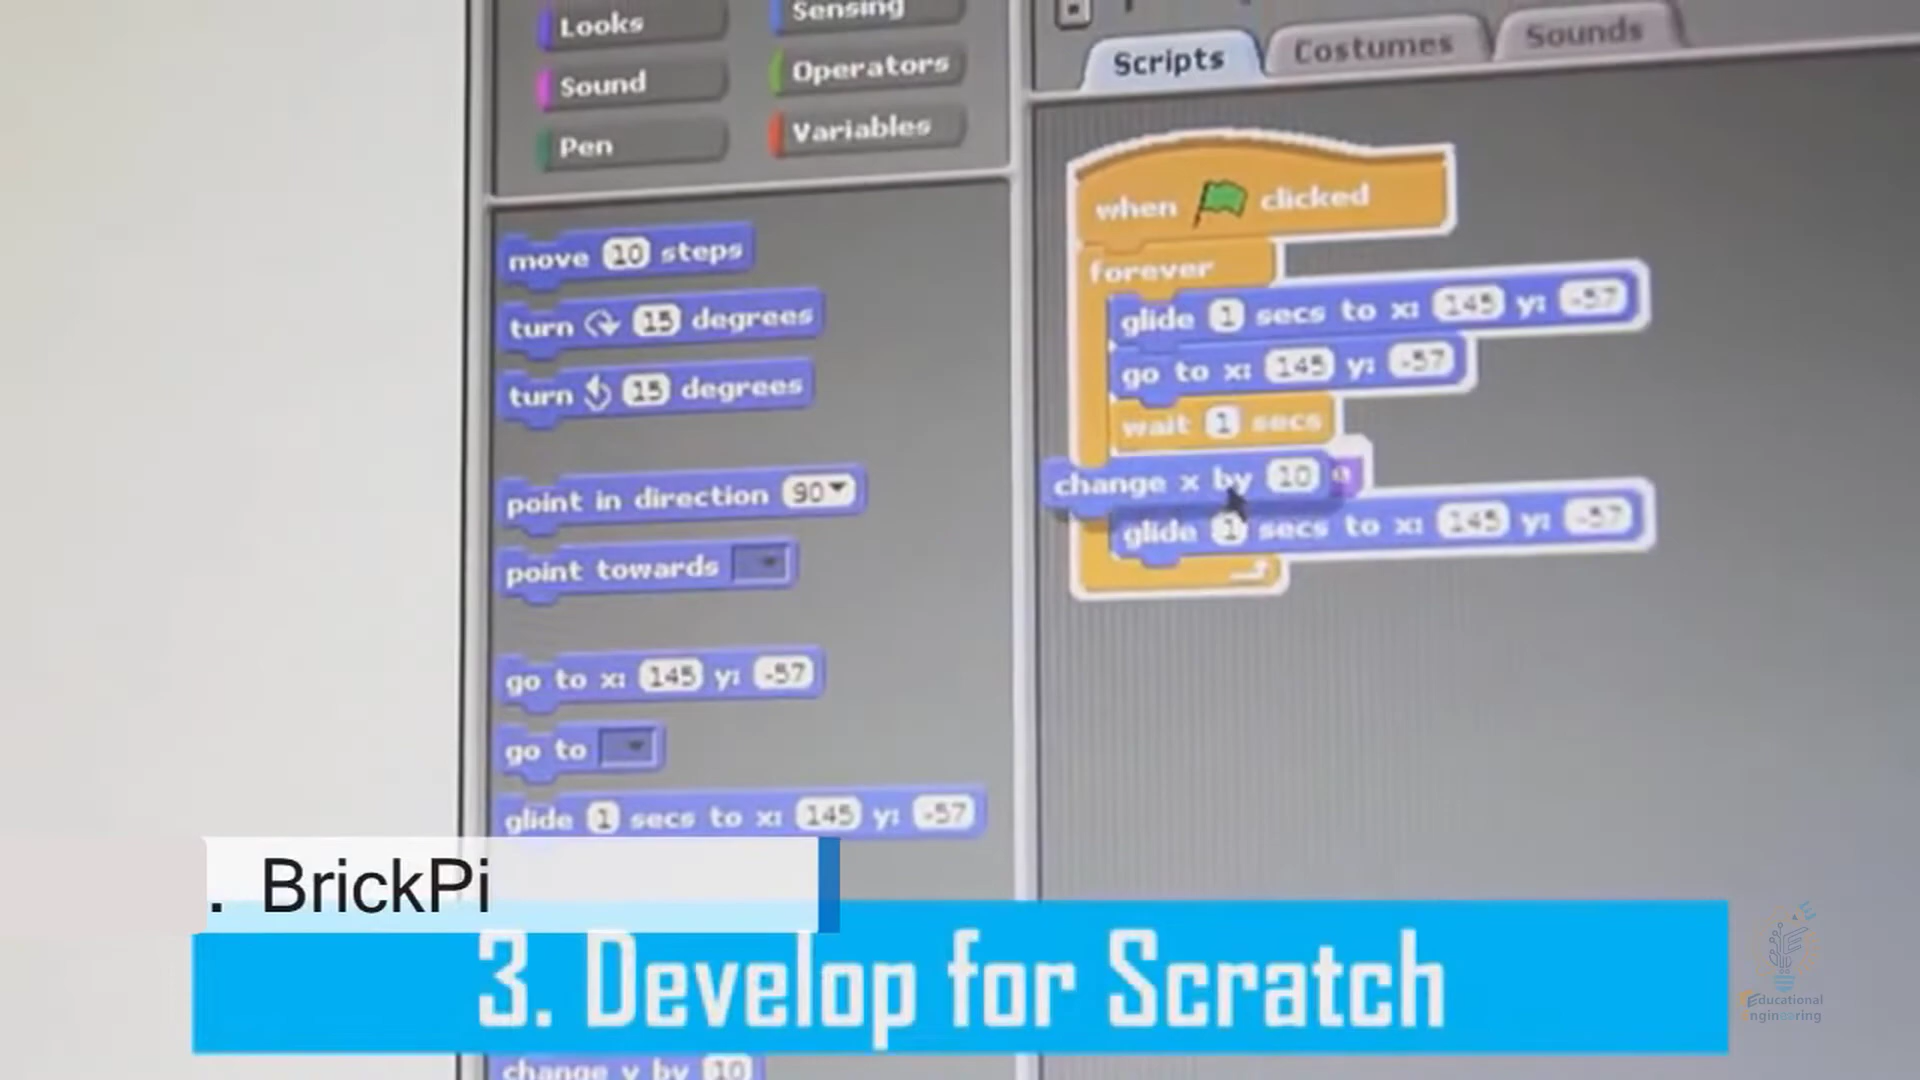 Looks
Sensing
Sound
Operators
Pen
Variables
move 10 steps
turn 15 degrees
turn 15 degrees
point in direction 90
point towards
go to x: 145 y: -57
go to
glide 1 secs to x: 145 y: -57
change y by 10
Scripts
Costumes
Sounds
when clicked
forever
glide 1 secs to x: 145 y: -57
go to x: 145 y: -57
wait 1 secs
change x by 10
glide 1 secs to x: 145 y: -57
. BrickPi
3. Develop for Scratch
Educational
Engineering